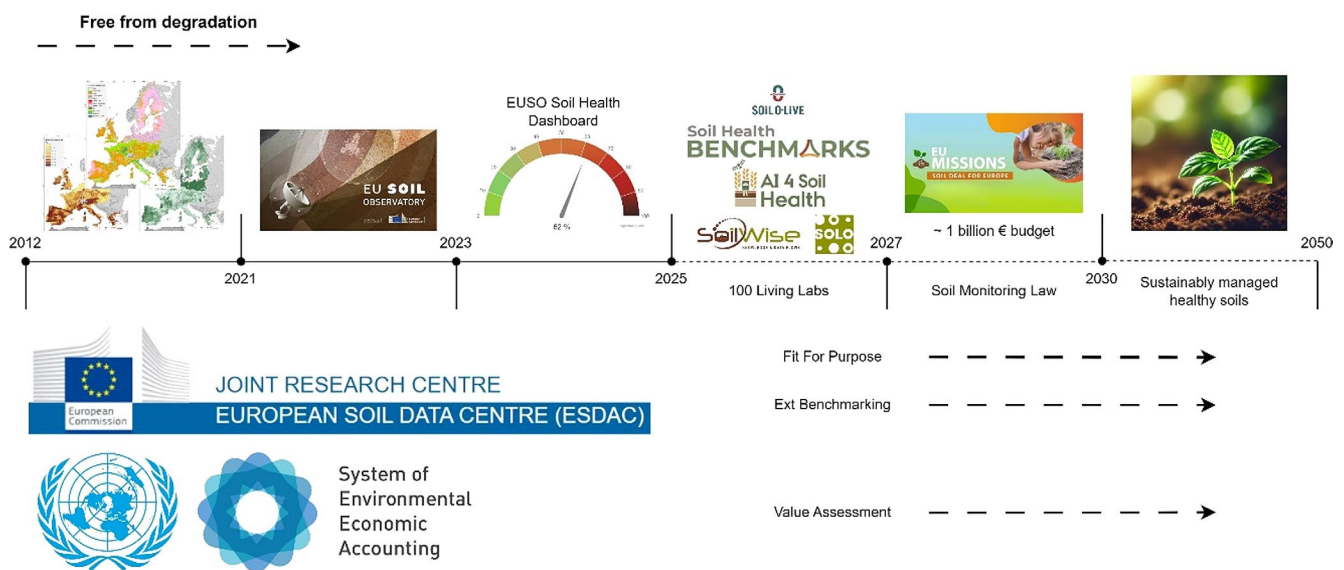 Free from degradation
EU SOIL
OBSERVATORY
EUSO Soil Health
Dashboard
50
62 %
100
SOILO-LIVE
Soil Health
BENCHMARKS
AI 4 Soil
Health
SoilWise
SOLO
EU
MISSIONS
SOIL DEAL FOR EUROPE
~ 1 billion € budget
2012
2021
2023
2025
2027
2030
2050
100 Living Labs
Soil Monitoring Law
Sustainably managed
healthy soils
Fit For Purpose
Ext Benchmarking
Value Assessment
European
Commission
JOINT RESEARCH CENTRE
EUROPEAN SOIL DATA CENTRE (ESDAC)
System of
Environmental
Economic
Accounting